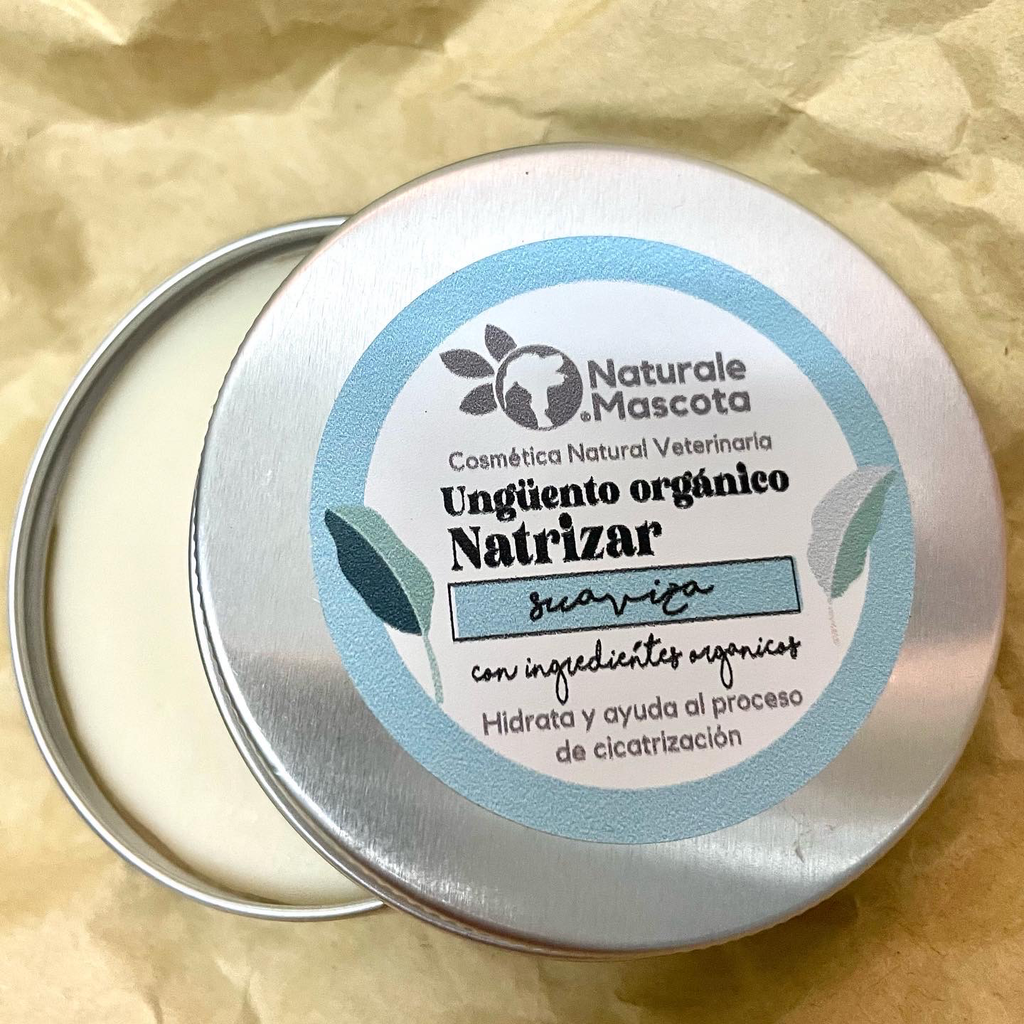 Naturale
Mascota
Cosmética Natural Veterinaria
Ungüento orgánico
Natrizar
suaviza
con ingredientes organicos
Hidrata y ayuda al proceso
de cicatrización